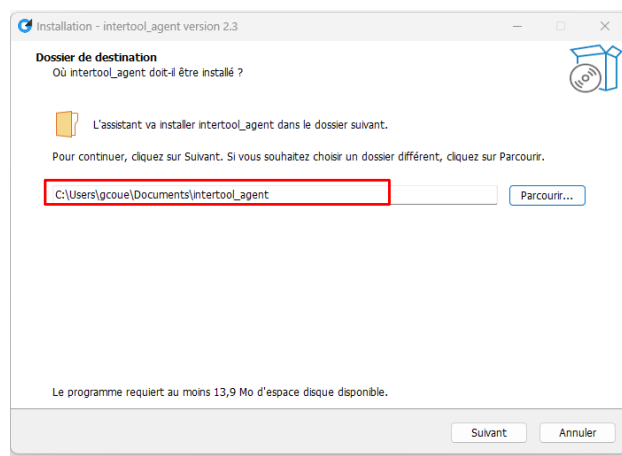 Installation - intertool_agent version 2.3
Dossier de destination
Où intertool_agent doit-il être installé ?
L'assistant va installer intertool_agent dans le dossier suivant.
Pour continuer, cliquez sur Suivant. Si vous souhaitez choisir un dossier différent, cliquez sur Parcourir.
C:\Users\gcoue\Documents\intertool_agent
Parcourir...
Le programme requiert au moins 13,9 Mo d'espace disque disponible.
Suivant
Annuler